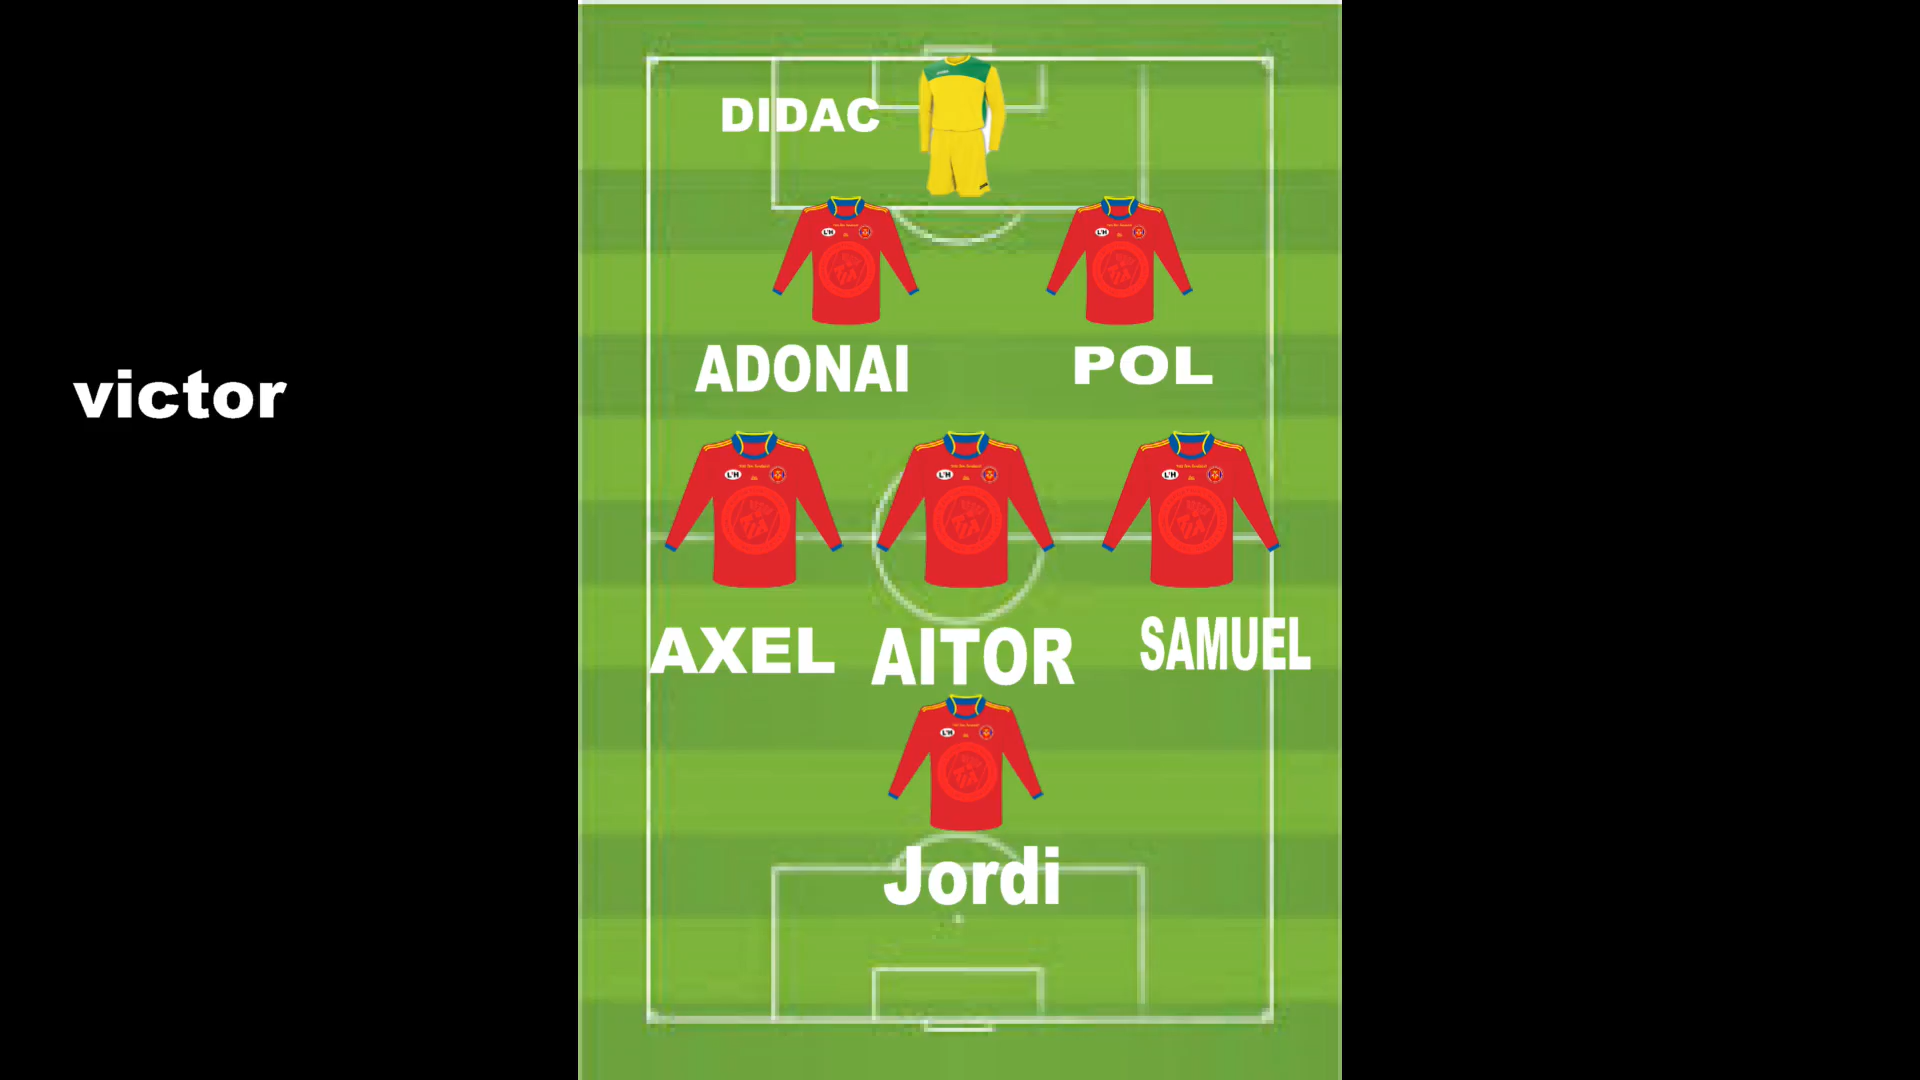 DIDAC
L'H
L'H
ADONAI
POL
victor
L'H
L'H
L'H
AXEL
AITOR
SAMUEL
L'H
Jordi